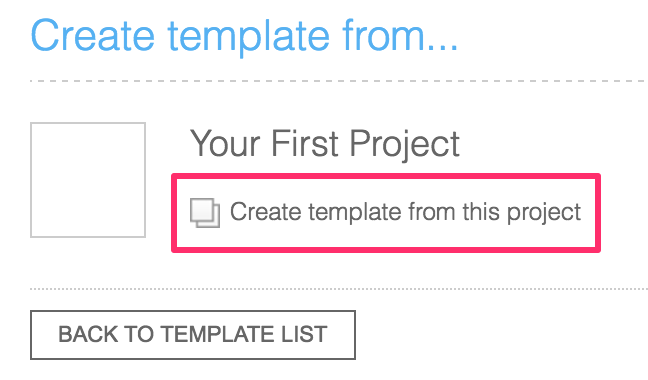 Create template from...
Your First Project
Create template from this project
BACK TO TEMPLATE LIST